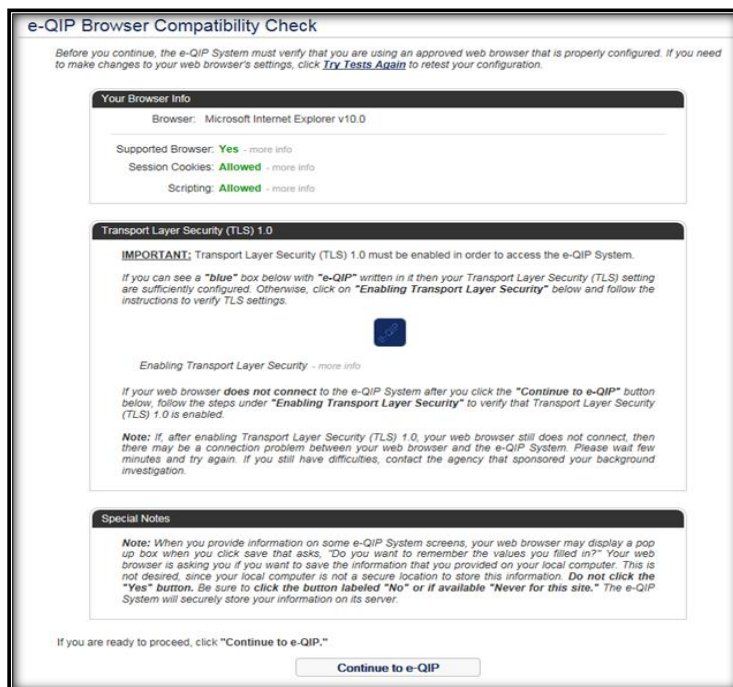 e-QIP Browser Compatibility Check
Before you continue, the e-QIP System must verify that you are using an approved web browser that is properly configured. If you need
to make changes to your web browser's settings, click Try Tests Again to retest your configuration.
Your Browser Info
Browser: Microsoft Internet Explorer v10.0
Supported Browser: Yes - more info
Session Cookies: Allowed - more info
Scripting: Allowed - more info
Transport Layer Security (TLS) 1.0
IMPORTANT: Transport Layer Security (TLS) 1.0 must be enabled in order to access the e-QIP System.
If you can see a "blue" box below with "e-QIP" written in it then your Transport Layer Security (TLS) setting
are sufficiently configured. Otherwise, click on "Enabling Transport Layer Security" below and follow the
instructions to verify TLS settings.
e-QIP
Enabling Transport Layer Security - more info
If your web browser does not connect to the e-QIP System after you click the "Continue to e-QIP" button
below, follow the steps under "Enabling Transport Layer Security" to verify that Transport Layer Security
(TLS) 1.0 is enabled.
Note: If, after enabling Transport Layer Security (TLS) 1.0, your web browser still does not connect, then
there may be a connection problem between your web browser and the e-QIP System. Please wait few
minutes and try again. If you still have difficulties, contact the agency that sponsored your background
investigation.
Special Notes
Note: When you provide information on some e-QIP System screens, your web browser may display a pop
up box when you click save that asks, "Do you want to remember the values you filled in?" Your web
browser is asking you if you want to save the information that you provided on your local computer. This is
not desired, since your local computer is not a secure location to store this information. Do not click the
"Yes" button. Be sure to click the button labeled "No" or if available "Never for this site." The e-QIP
System will securely store your information on its server.
If you are ready to proceed, click "Continue to e-QIP."
Continue to e-QIP